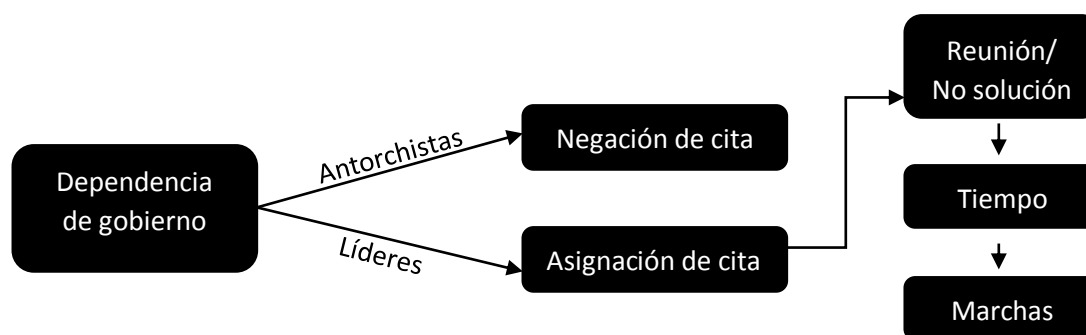 Dependencia
de gobierno
Antorchistas
Líderes
Negación de cita
Asignación de cita
Reunión/
No solución
Tiempo
Marchas